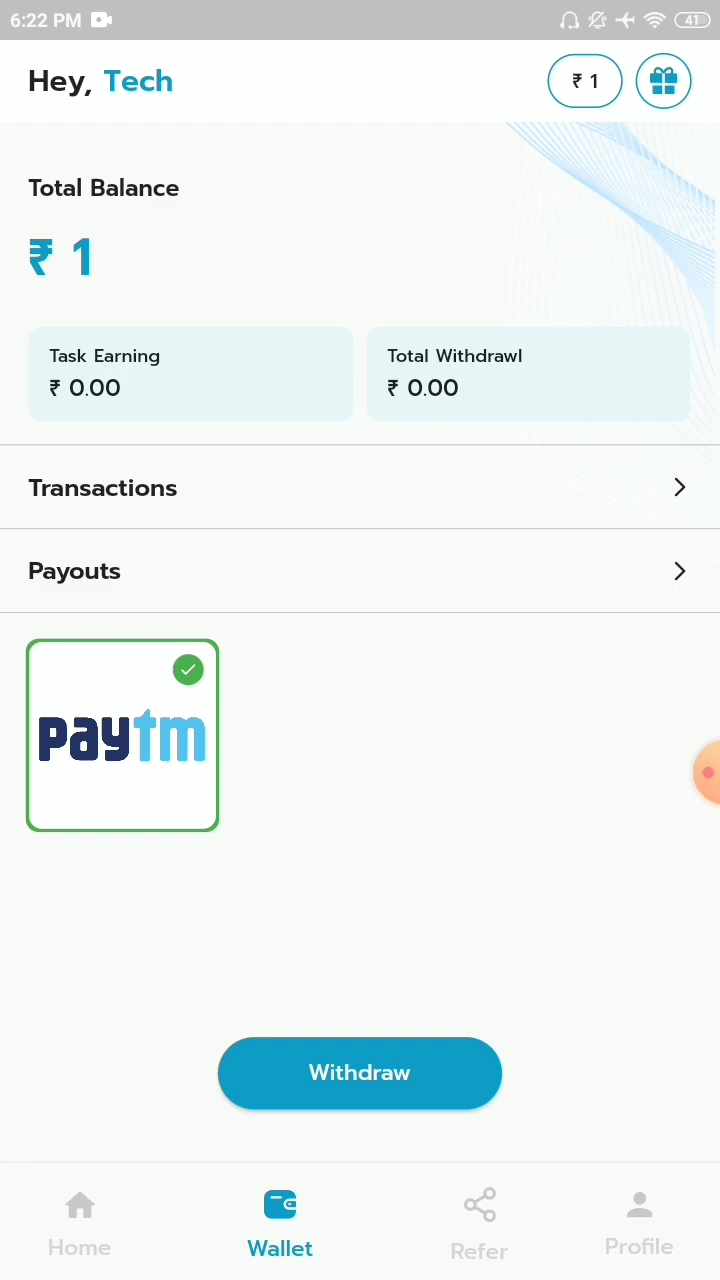 6:22 PM
41
Hey, Tech
₹ 1
Total Balance
₹ 1
Task Earning
₹ 0.00
Total Withdrawl
₹ 0.00
Transactions
Payouts
paytm
Withdraw
Home
Wallet
Refer
Profile